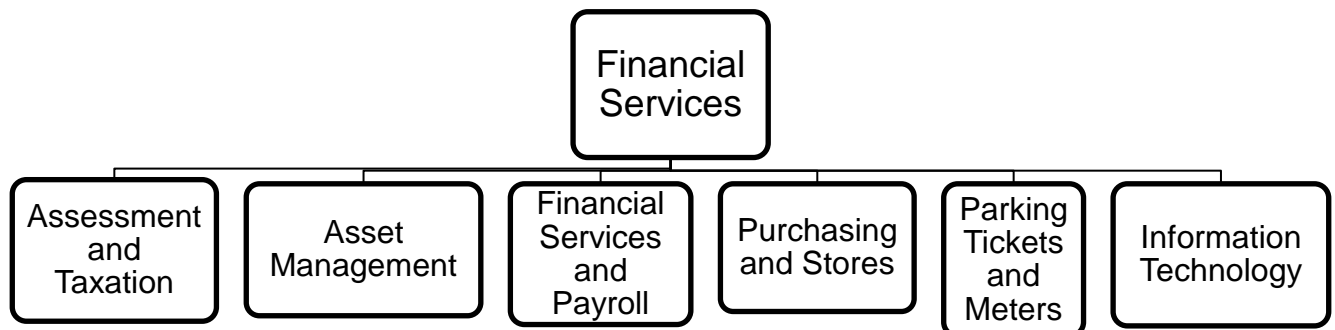 Financial
Services
Assessment
and
Taxation
Asset
Management
Financial
Services
and
Payroll
Purchasing
and Stores
Parking
Tickets
and
Meters
Information
Technology